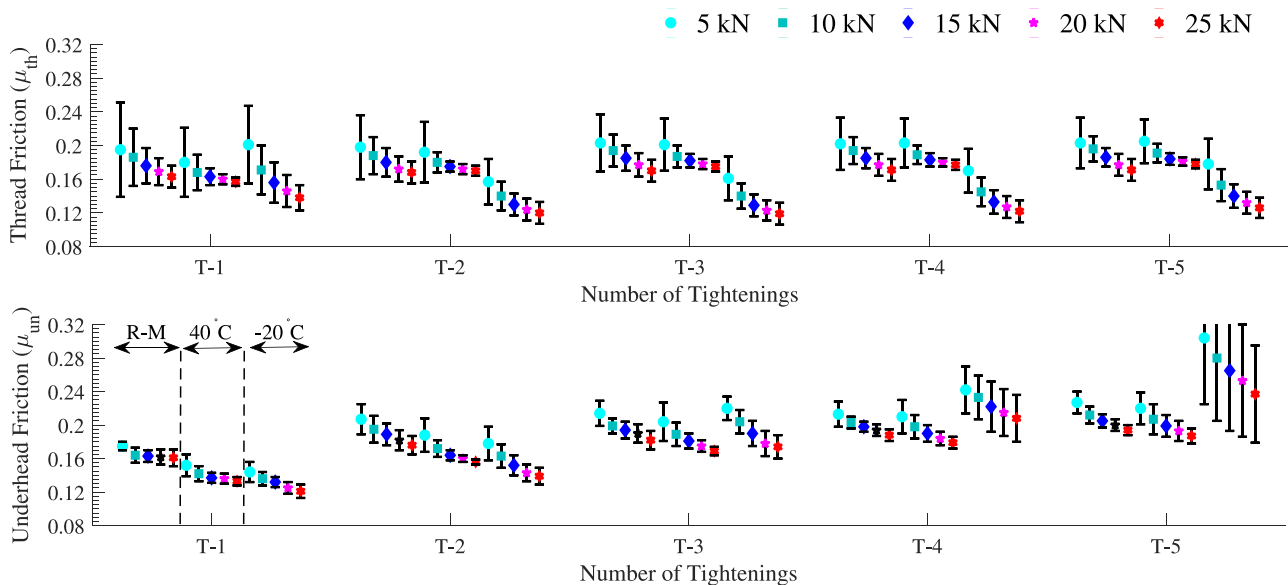 5 kN 10 kN 15 kN 20 kN 25 kN
Thread Friction (μth)
0.32
0.28
0.24
0.2
0.16
0.12
0.08
T-1 T-2 T-3 T-4 T-5
Number of Tightenings
Underhead Friction (μun)
0.32
0.28
0.24
0.2
0.16
0.12
0.08
R-M 40°C -20°C
T-1 T-2 T-3 T-4 T-5
Number of Tightenings